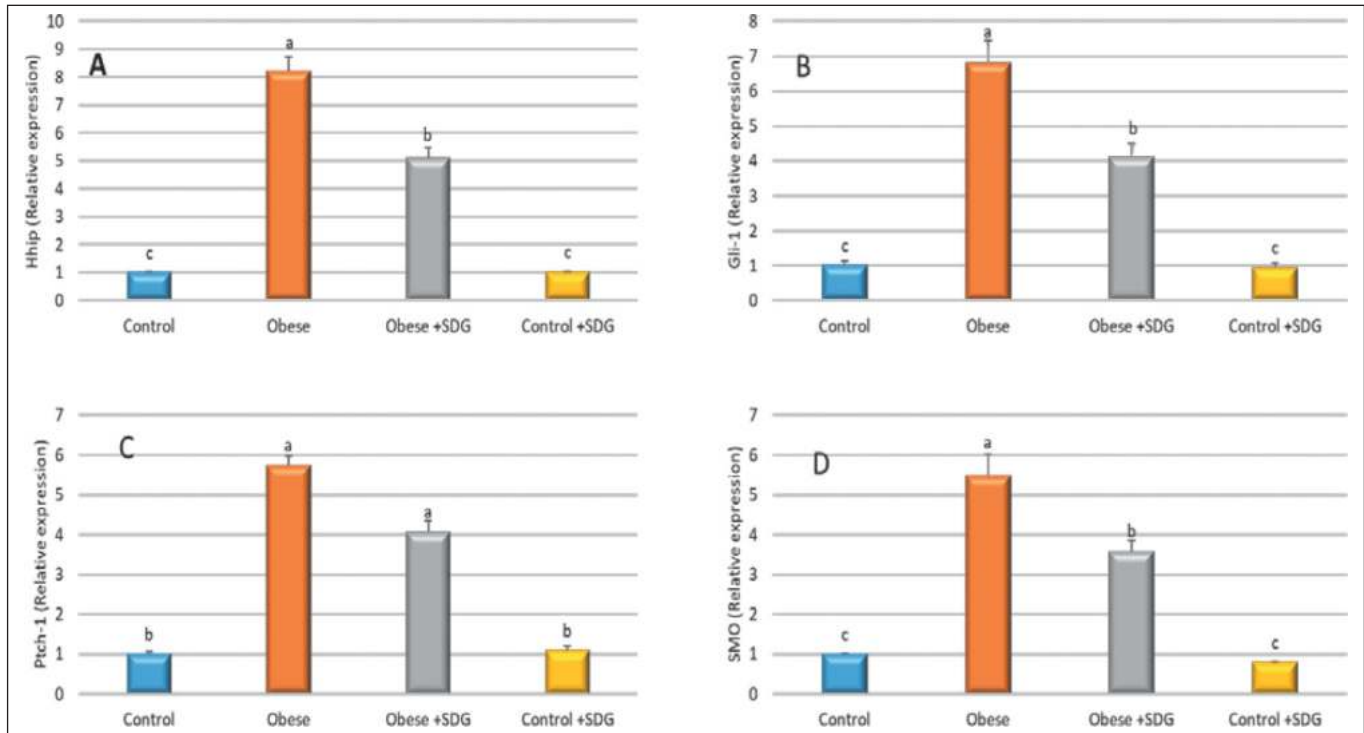 A
Hhip (Relative expression)
10
9
8
7
6
5
4
3
2
1
0
c
a
b
c
Control Obese Obese +SDG Control +SDG
B
Gli-1 (Relative expression)
8
7
6
5
4
3
2
1
0
c
a
b
c
Control Obese Obese +SDG Control +SDG
C
Ptch-1 (Relative expression)
7
6
5
4
3
2
1
0
b
a
a
b
Control Obese Obese +SDG Control +SDG
D
SMO (Relative expression)
7
6
5
4
3
2
1
0
c
a
b
c
Control Obese Obese +SDG Control +SDG